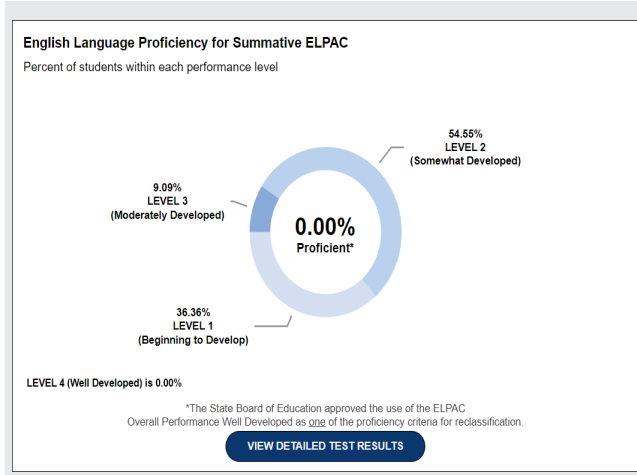 English Language Proficiency for Summative ELPAC
Percent of students within each performance level
54.55%
LEVEL 2
(Somewhat Developed)
9.09%
LEVEL 3
(Moderately Developed)
0.00%
Proficient*
36.36%
LEVEL 1
(Beginning to Develop)
LEVEL 4 (Well Developed) is 0.00%
*The State Board of Education approved the use of the ELPAC
Overall Performance Well Developed as one of the proficiency criteria for reclassification.
VIEW DETAILED TEST RESULTS